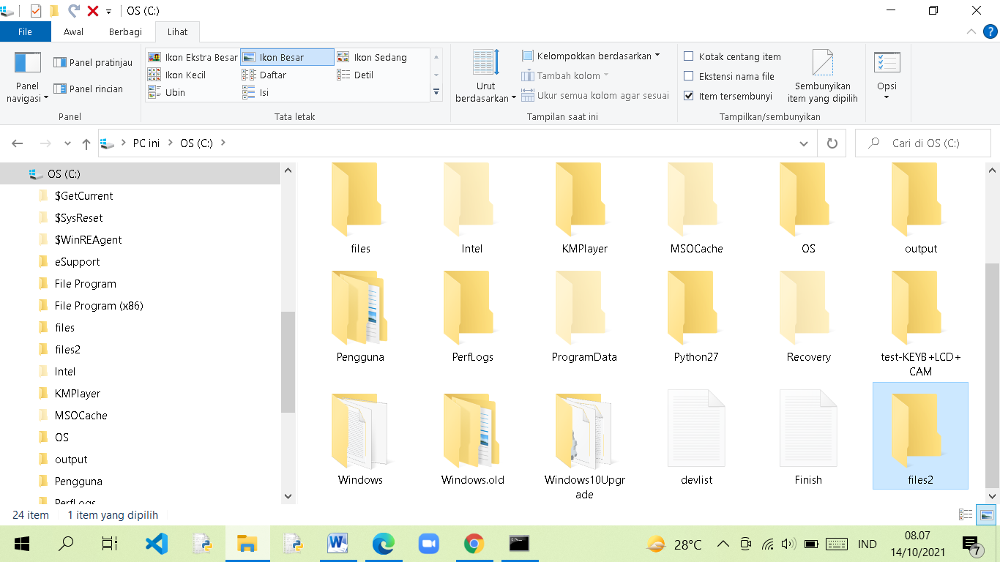 OS (C:)
File Awal Berbagi Lihat
Panel navigasi
Panel pratinjau
Panel rincian
Panel
Ikon Ekstra Besar Ikon Besar Ikon Sedang
Ikon Kecil Daftar Detil
Ubin Isi
Tata letak
Urut berdasarkan
Kelompokkan berdasarkan
Tambah kolom
Ukur semua kolom agar sesuai
Tampilan saat ini
Kotak centang item
Ekstensi nama file
Item tersembunyi
Sembunyikan
item yang dipilih
Tampilkan/sembunyikan
Opsi
PC ini OS (C:)
Cari di OS (C:)
OS (C:)
$GetCurrent
$SysReset
$WinREAgent
eSupport
File Program
File Program (x86)
files
files2
Intel
KMPlayer
MSOCache
OS
output
Pengguna
PerfLogs
files Intel KMPlayer MSOCache OS output
Pengguna PerfLogs ProgramData Python27 Recovery test-KEYB+LCD+
CAM
Windows Windows.old Windows10Upgr
ade devlist Finish files2
24 item 1 item yang dipilih
28°C IND 08.07
14/10/2021
7